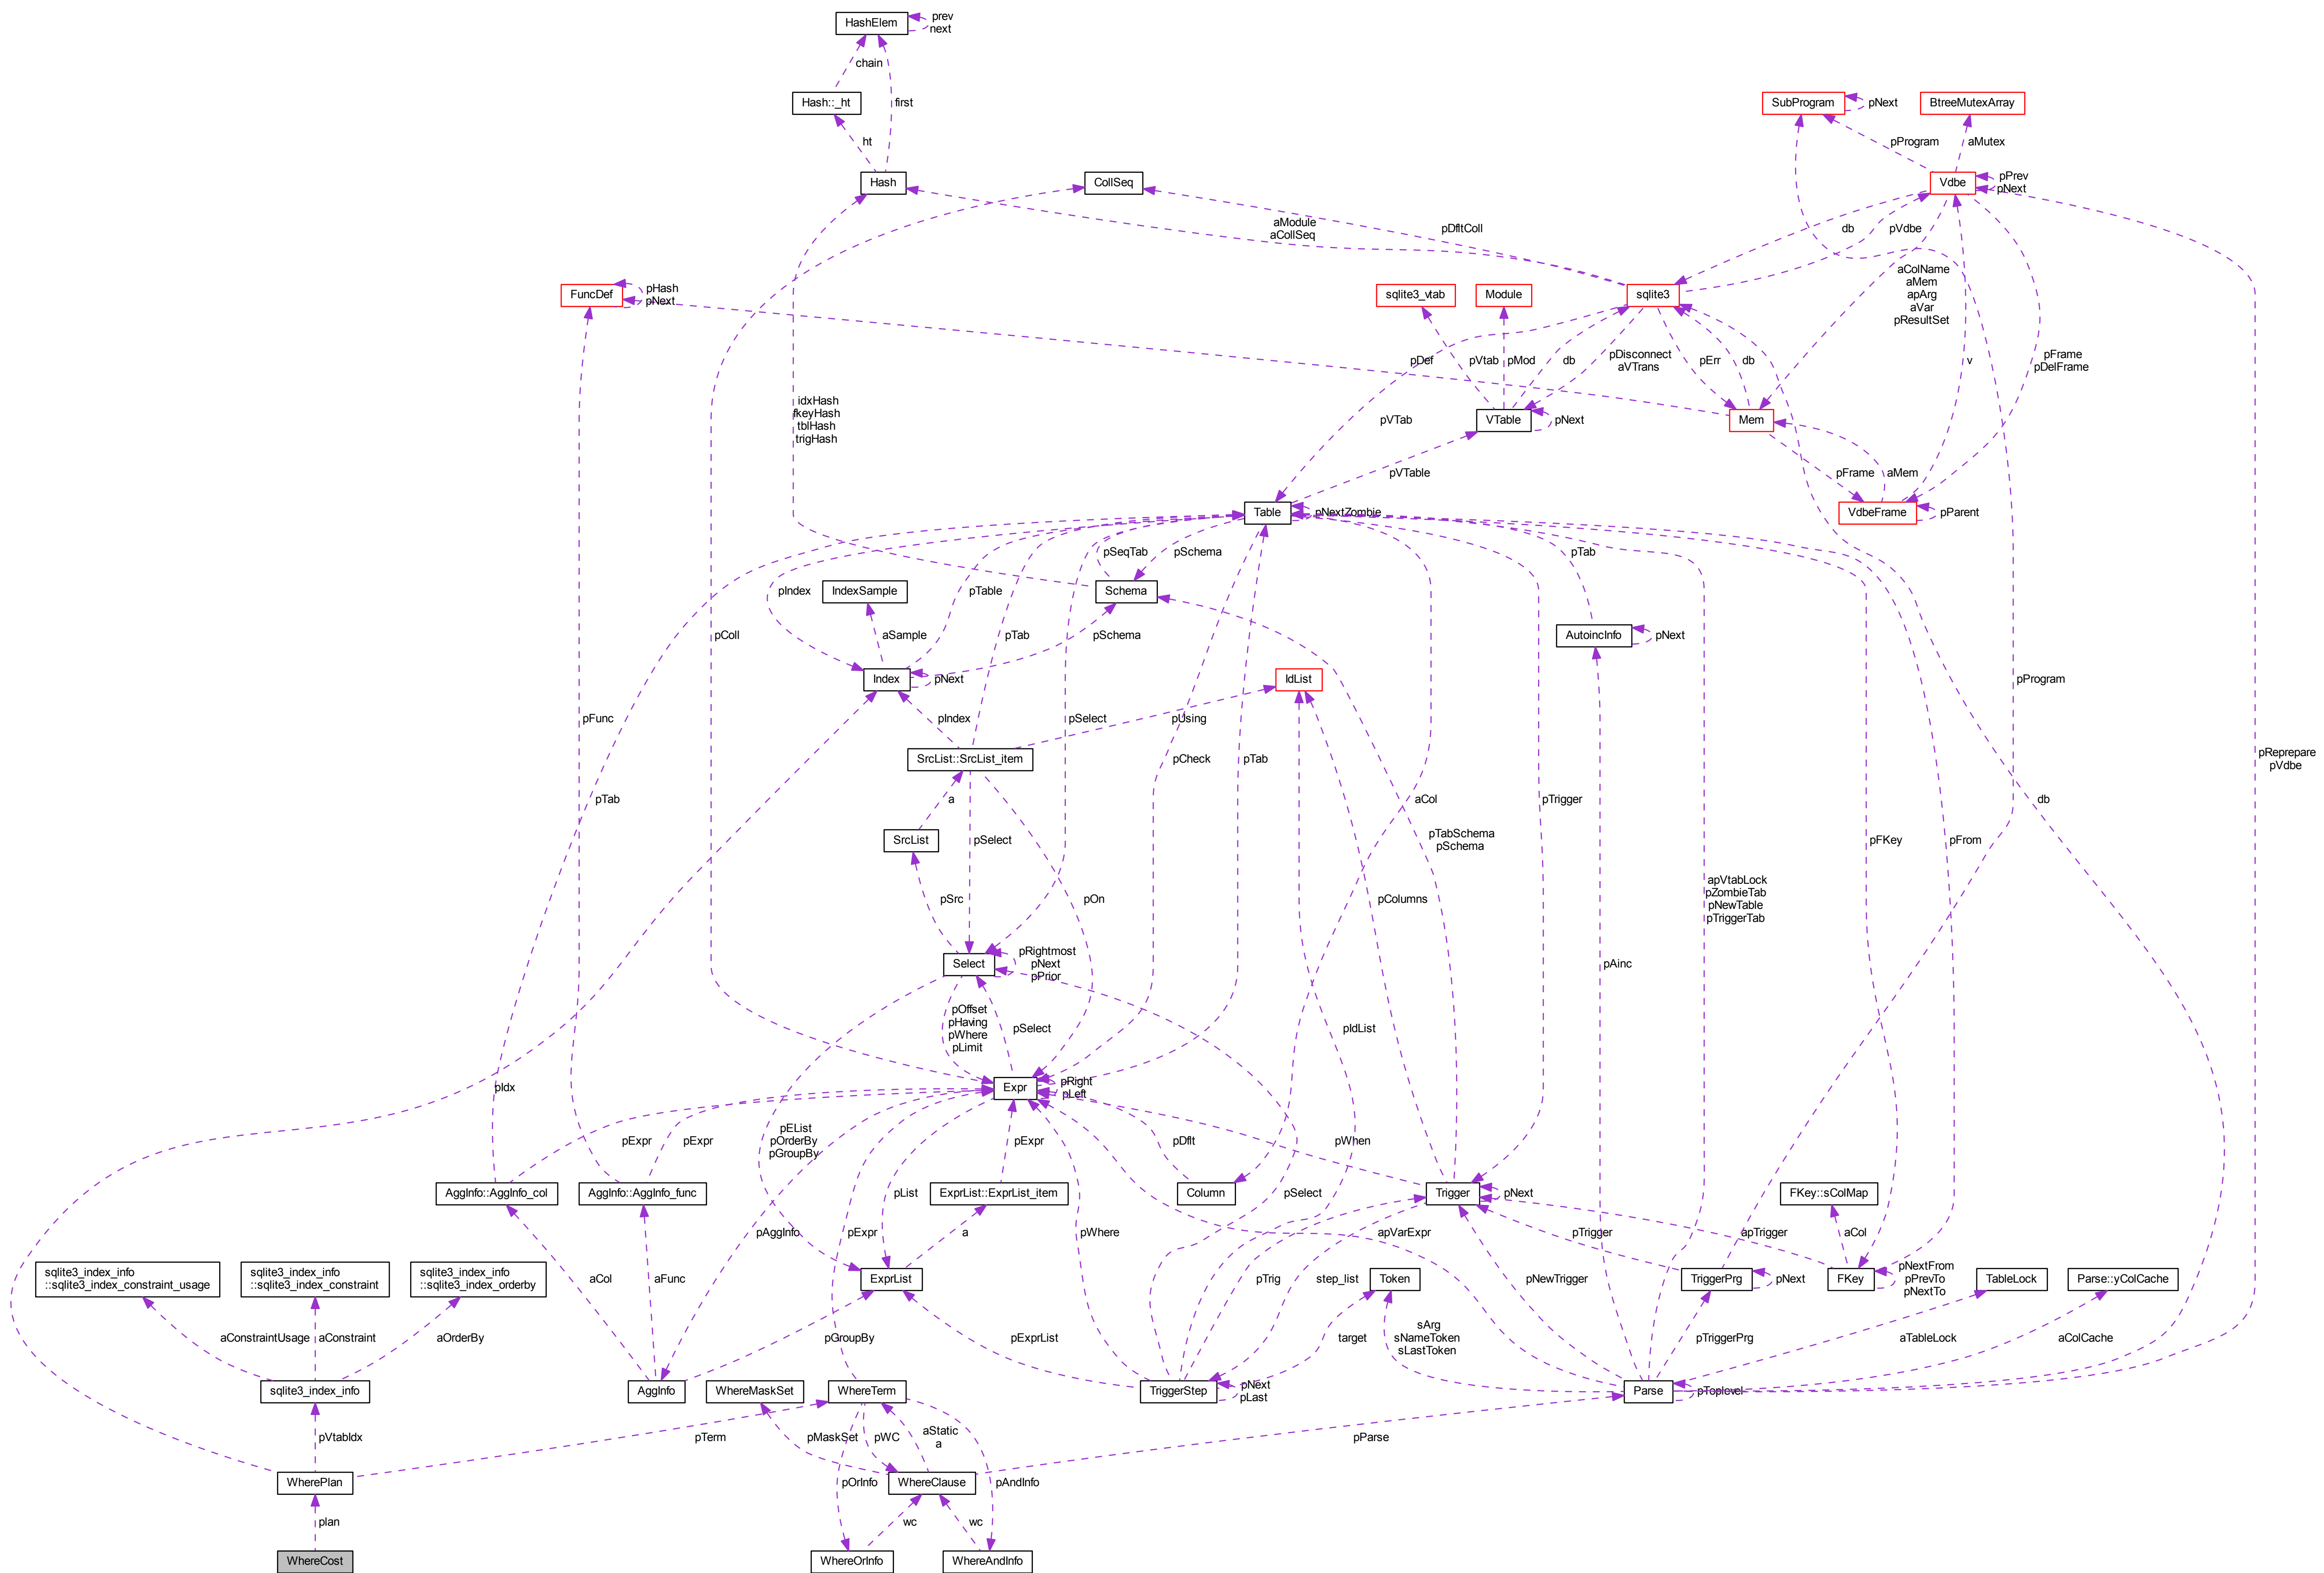 HashElem
prev
next
chain
Hash::_ht
first
SubProgram
pNext
BtreeMutexArray
ht
pProgram
aMutex
Hash
CollSeq
Vdbe
pPrev
pNext
aModule
aCollSeq
pDfltColl
db
pVdbe
aColName
aMem
apArg
aVar
pResultSet
FuncDef
pHash
pNext
sqlite3_vtab
Module
sqlite3
pDef
pVtab
pMod
db
pDisconnect
aVTrans
pErr
db
v
pFrame
pDelFrame
idxHash
fkeyHash
tblHash
trigHash
pVTab
VTable
pNext
Mem
pVTable
pFrame
aMem
Table
pNextZombie
VdbeFrame
pParent
pSeqTab
pSchema
pTab
pIndex
IndexSample
pTable
Schema
aSample
pTab
pSchema
pColl
AutoincInfo
pNext
Index
pNext
IdList
pProgram
pFunc
pIndex
pSelect
pUsing
SrcList::SrcList_item
pCheck
pTab
pReprepare
pVdbe
pTab
a
aCol
pTrigger
db
SrcList
pSelect
pTabSchema
pSchema
pFKey
pFrom
pSrc
pOn
pColumns
apVtabLock
pZombieTab
pNewTable
pTriggerTab
Select
pRightmost
pNext
pPrior
pAinc
pOffset
pHaving
pWhere
pLimit
pSelect
pIdList
pIdx
Expr
pRight
pLeft
pExpr
pExpr
pEList
pOrderBy
pGroupBy
pExpr
pDflt
pWhen
AggInfo::AggInfo_col
AggInfo::AggInfo_func
pList
ExprList::ExprList_item
Column
pSelect
Trigger
pNext
FKey::sColMap
pAggInfo
pExpr
a
pWhere
apVarExpr
pTrigger
apTrigger
aCol
sqlite3_index_info
::sqlite3_index_constraint_usage
sqlite3_index_info
::sqlite3_index_constraint
sqlite3_index_info
::sqlite3_index_orderby
aCol
aFunc
ExprList
pTrig
step_list
Token
pNewTrigger
TriggerPrg
pNext
FKey
pNextFrom
pPrevTo
pNextTo
TableLock
Parse::yColCache
aConstraintUsage
aConstraint
aOrderBy
pGroupBy
pExprList
target
sArg
sNameToken
sLastToken
pTriggerPrg
aTableLock
aColCache
sqlite3_index_info
AggInfo
WhereMaskSet
WhereTerm
TriggerStep
pNext
pLast
Parse
pToplevel
pVtabIdx
pTerm
pMaskSet
pWC
aStatic
a
pParse
WherePlan
pOrInfo
WhereClause
pAndInfo
plan
wc
wc
WhereCost
WhereOrInfo
WhereAndInfo